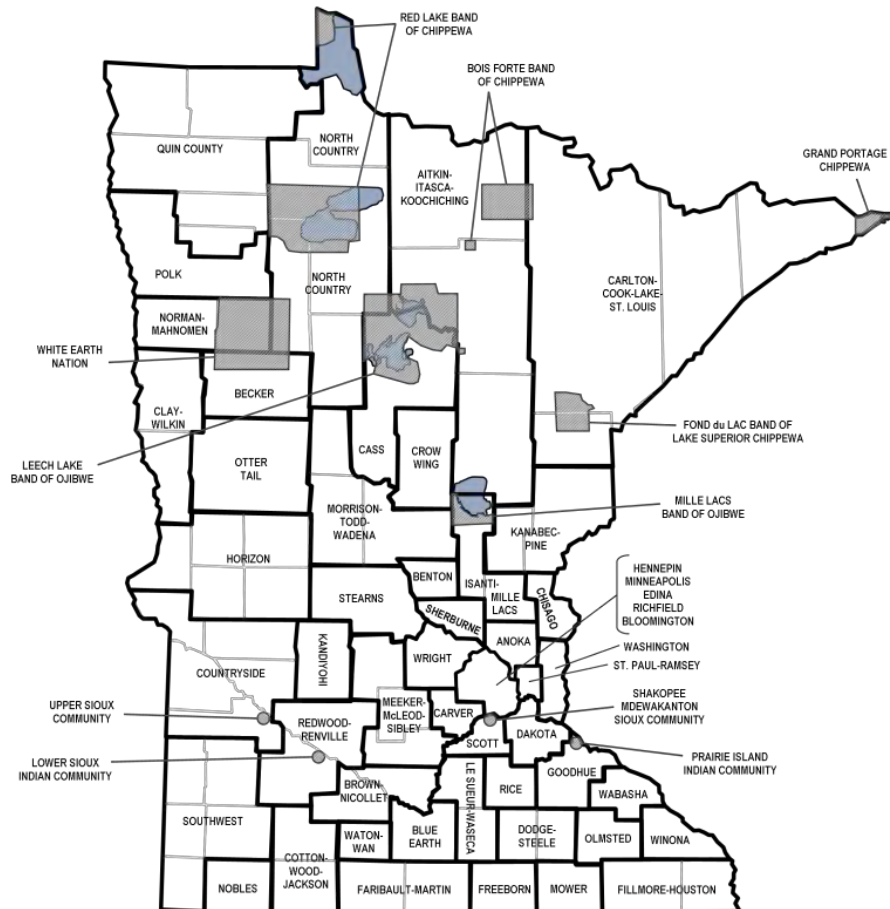 RED LAKE BAND
OF CHIPPEWA
BOIS FORTE BAND
OF CHIPPEWA
GRAND PORTAGE
CHIPPEWA
QUIN COUNTY
NORTH
COUNTRY
AITKIN-
ITASCA-
KOOCHICHING
POLK
NORTH
COUNTRY
CARLTON-
COOK-LAKE-
ST. LOUIS
NORMAN-
MAHNOMEN
WHITE EARTH
NATION
BECKER
CLAY-
WILKIN
FOND du LAC BAND OF
LAKE SUPERIOR CHIPPEWA
LEECH LAKE
BAND OF OJIBWE
OTTER
TAIL
CASS
CROW
WING
MILLE LACS
BAND OF OJIBWE
MORRISON-
TODD-
WADENA
KANABEC-
PINE
HORIZON
HENNEPIN
MINNEAPOLIS
EDINA
RICHFIELD
BLOOMINGTON
BENTON
ISANTI-
MILLE
LACS
CHISAGO
STEARNS
SHERBURNE
ANOKA
WASHINGTON
ST. PAUL-RAMSEY
KANDIYOHI
WRIGHT
COUNTRYSIDE
UPPER SIOUX
COMMUNITY
MEEKER-
McLEOD-
SIBLEY
CARVER
SHAKOPEE
MDEWAKANTON
SIOUX COMMUNITY
REDWOOD-
RENVILLE
SCOTT
DAKOTA
LOWER SIOUX
INDIAN COMMUNITY
PRAIRIE ISLAND
INDIAN COMMUNITY
BROWN-
NICOLLET
LE SUEUR-WASECA
RICE
GOODHUE
WABASHA
SOUTHWEST
WATON-
WAN
BLUE
EARTH
DODGE-
STEELE
OLMSTED
WINONA
COTTON-
WOOD-
JACKSON
NOBLES
FARIBAULT-MARTIN
FREEBORN
MOWER
FILLMORE-HOUSTON